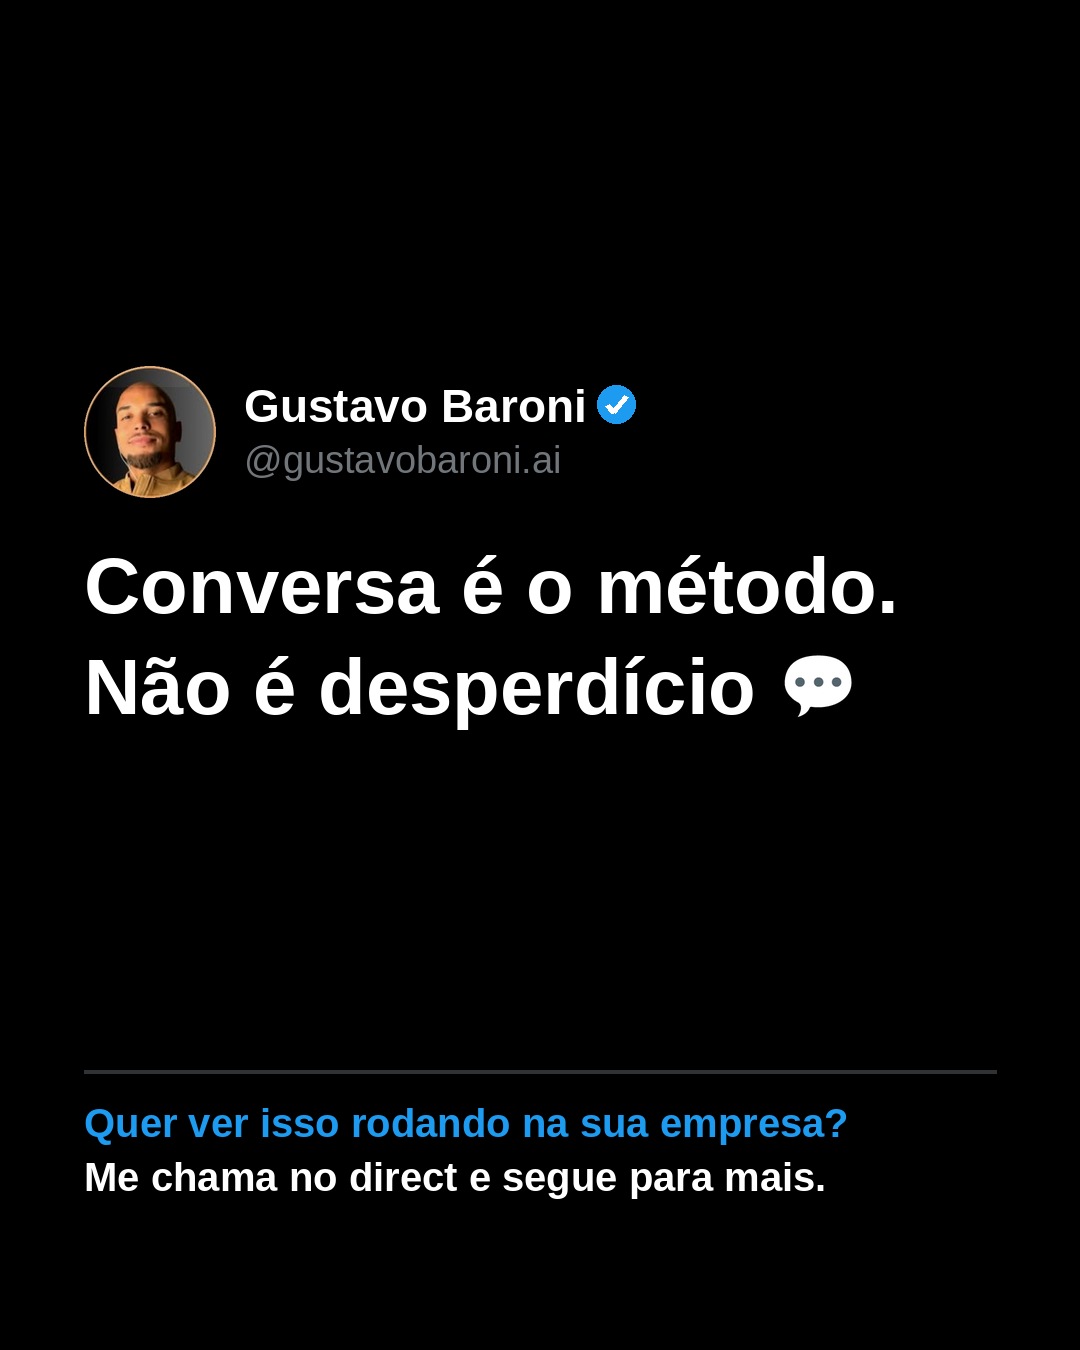 Gustavo Baroni
@gustavobaroni.ai
Conversa é o método.
Não é desperdício 💬
Quer ver isso rodando na sua empresa?
Me chama no direct e segue para mais.